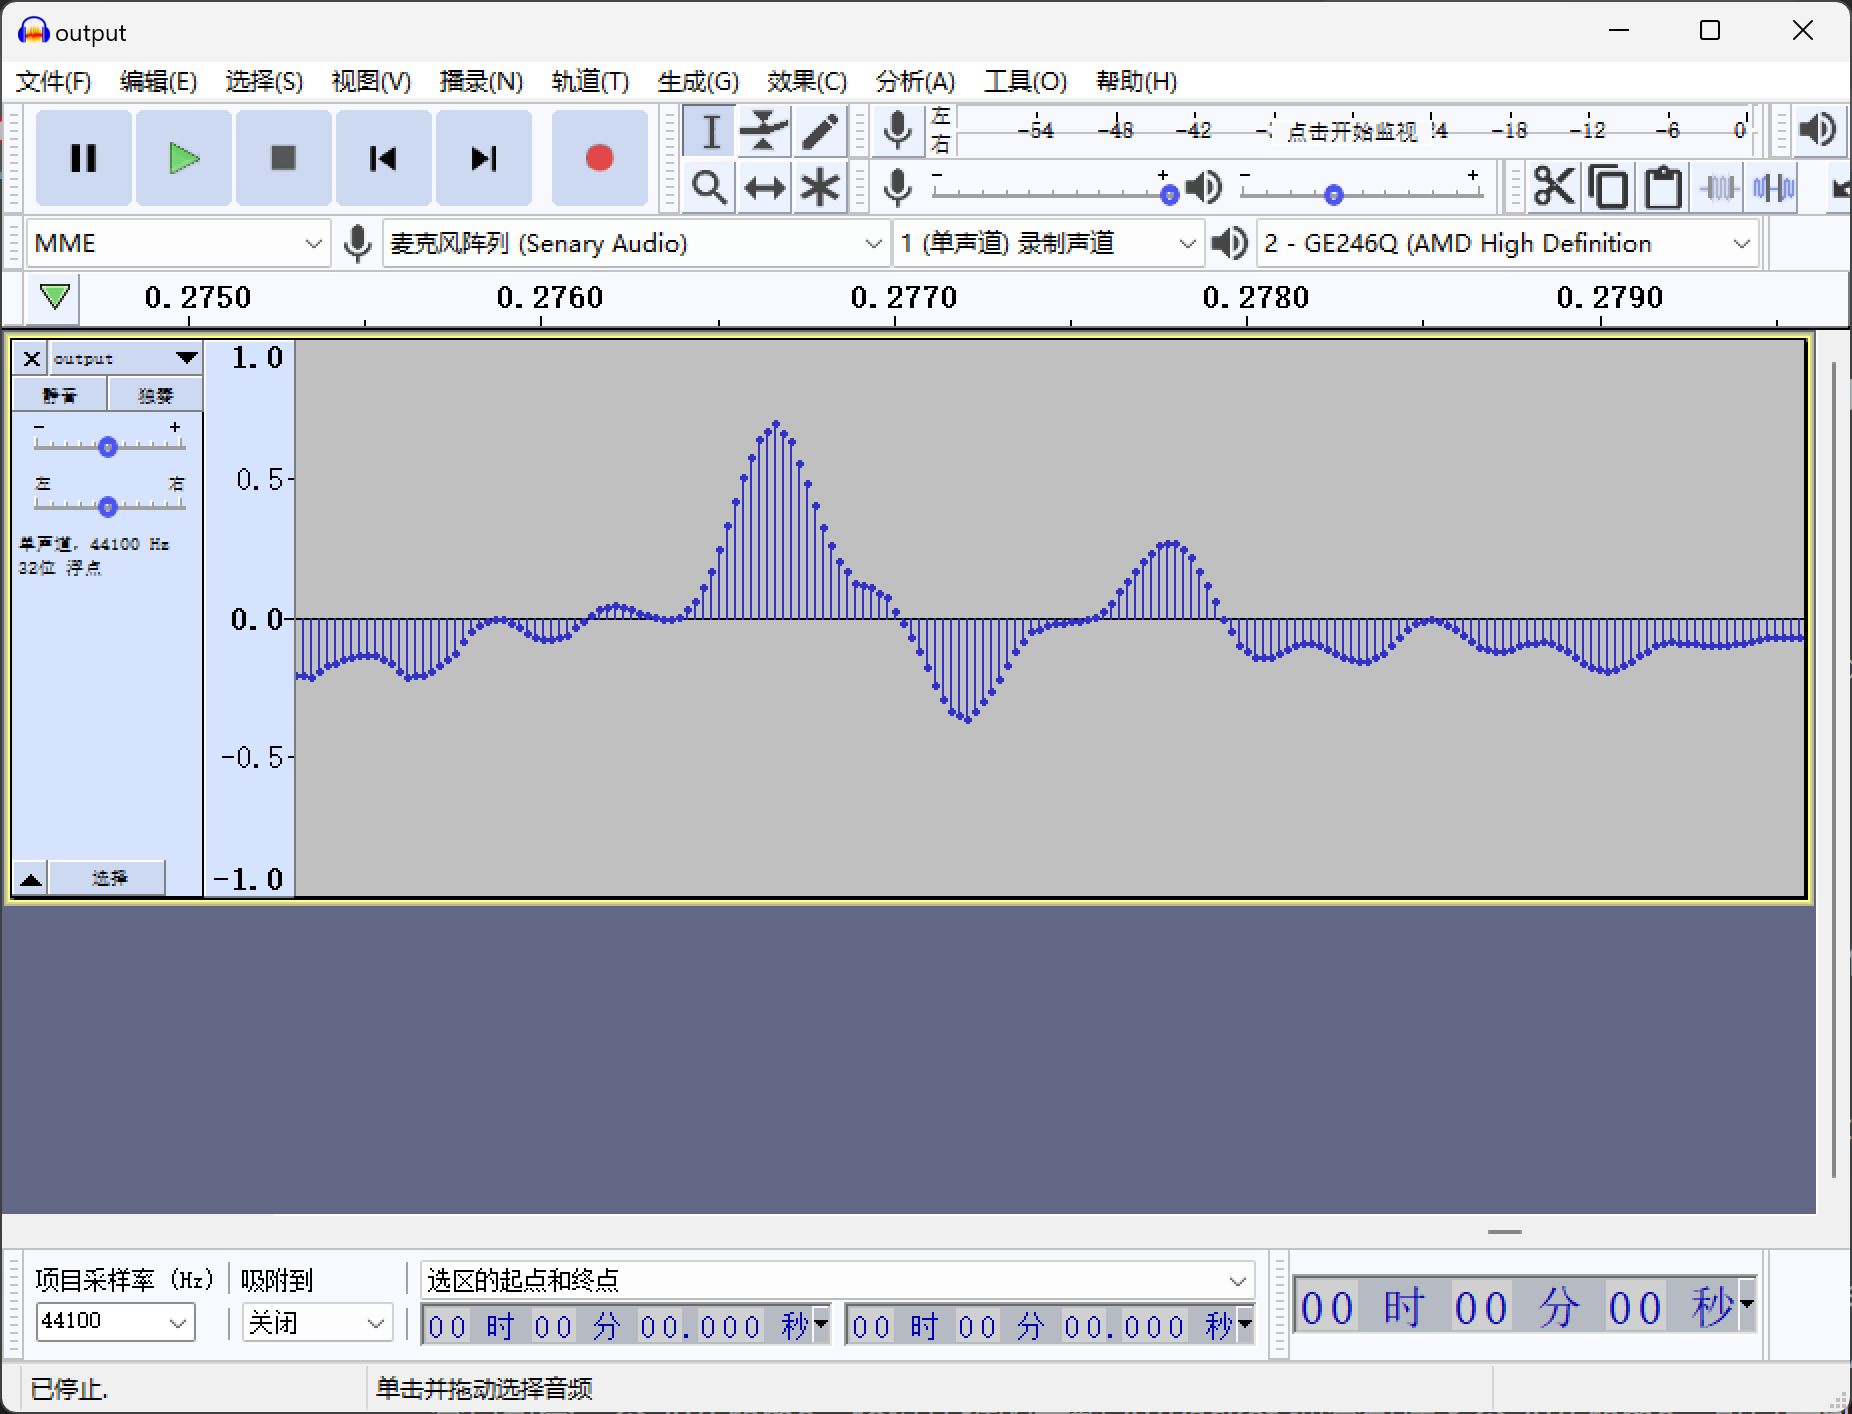 output
文件(F) 编辑(E) 选择(S) 视图(V) 播录(N) 轨道(T) 生成(G) 效果(C) 分析(A) 工具(O) 帮助(H)
左
右
-54 -48 -42 点击开始监视 -18 -12 -6 0
- + - +
MME 麦克风阵列 (Senary Audio) 1 (单声道) 录制声道 2 - GE246Q (AMD High Definition
0.2750 0.2760 0.2770 0.2780 0.2790
output
静音 独奏
- +
左 右
单声道, 44100 Hz
32位 浮点
选择
1.0
0.5
0.0
-0.5
-1.0
项目采样率 (Hz) 吸附到 选区的起点和终点
44100 关闭 00 时 00 分 00.000 秒 00 时 00 分 00.000 秒
00 时 00 分 00 秒
已停止. 单击并拖动选择音频